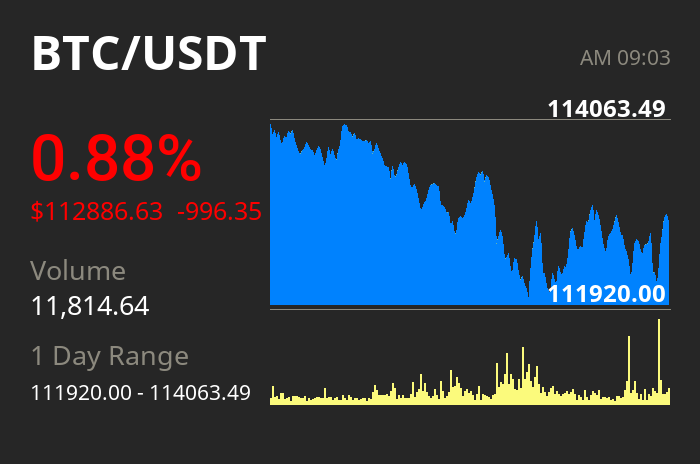 BTC/USDT
AM 09:03
114063.49
0.88%
$112886.63 -996.35
Volume
11,814.64
111920.00
1 Day Range
111920.00 - 114063.49